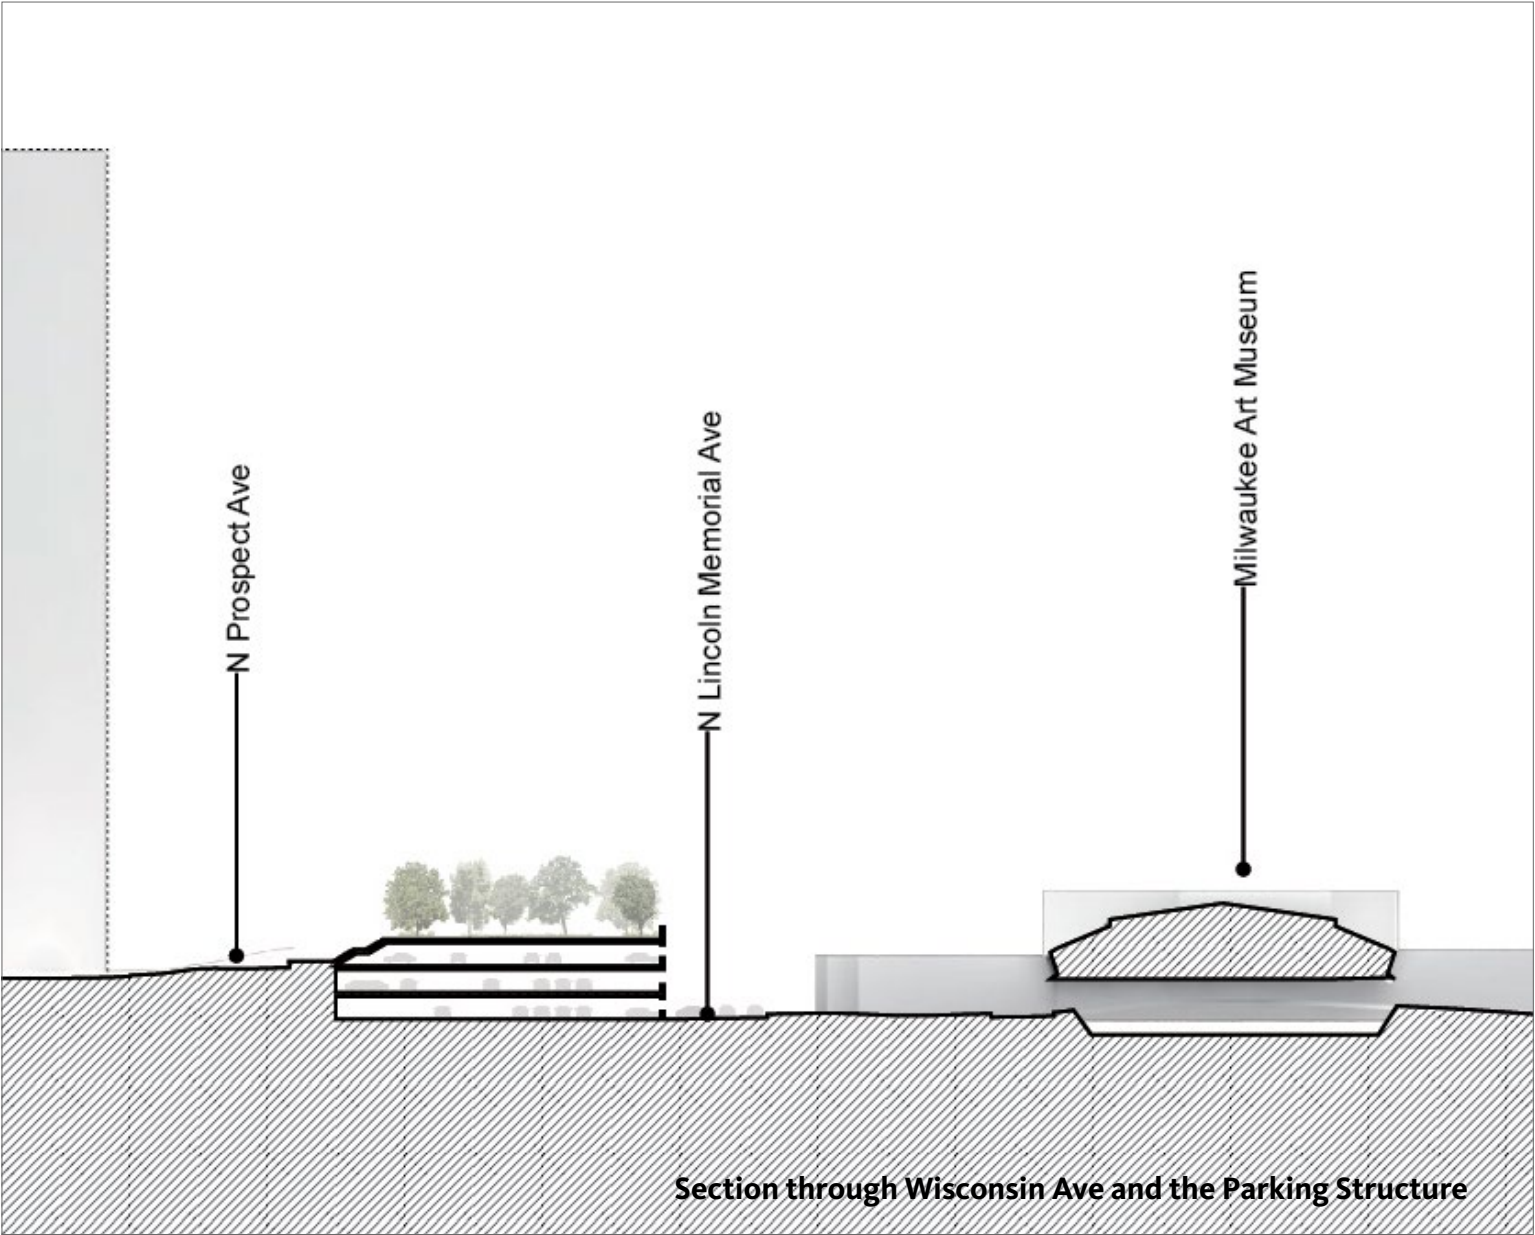 N Prospect Ave
N Lincoln Memorial Ave
Milwaukee Art Museum
Section through Wisconsin Ave and the Parking Structure